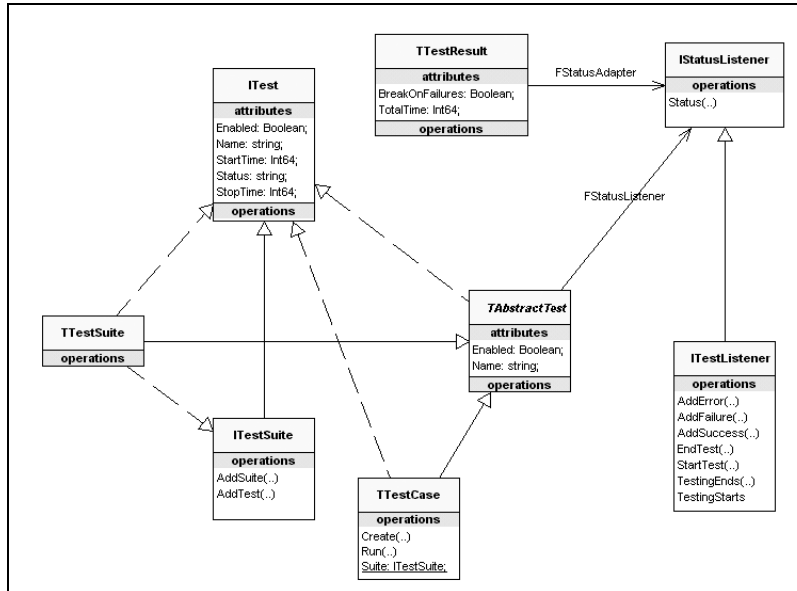 TTestResult
attributes
BreakOnFailures: Boolean;
TotalTime: Int64;
operations
FStatusAdapter
IStatusListener
operations
Status(..)
ITest
attributes
Enabled: Boolean;
Name: string;
StartTime: Int64;
Status: string;
StopTime: Int64;
operations
FStatusListener
TAbstractTest
attributes
Enabled: Boolean;
Name: string;
operations
TTestSuite
operations
ITestListener
operations
AddError(..)
AddFailure(..)
AddSuccess(..)
EndTest(..)
StartTest(..)
TestingEnds(..)
TestingStarts
ITestSuite
operations
AddSuite(..)
AddTest(..)
TTestCase
operations
Create(..)
Run(..)
Suite: ITestSuite;